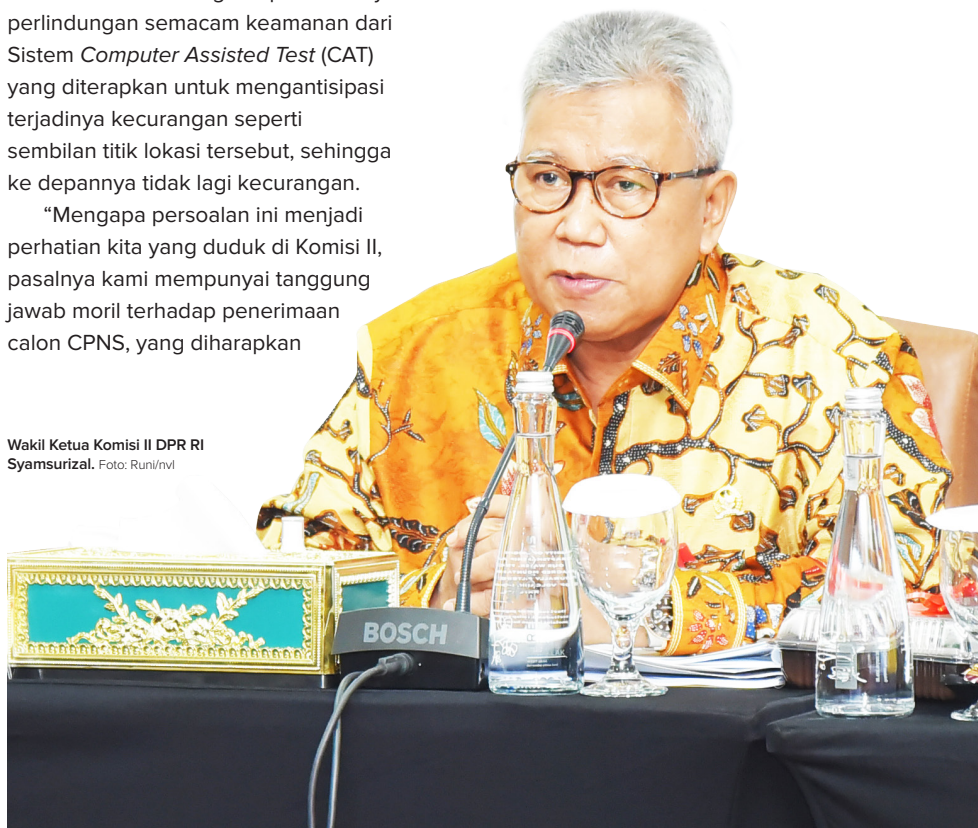 perlindungan semacam keamanan dari
Sistem Computer Assisted Test (CAT)
yang diterapkan untuk mengantisipasi
terjadinya kecurangan seperti
sembilan titik lokasi tersebut, sehingga
ke depannya tidak lagi kecurangan.
“Mengapa persoalan ini menjadi
perhatian kita yang duduk di Komisi II,
pasalnya kami mempunyai tanggung
jawab moril terhadap penerimaan
calon CPNS, yang diharapkan
Wakil Ketua Komisi II DPR RI
Syamsurizal. Foto: Runi/nvl
BOSCH